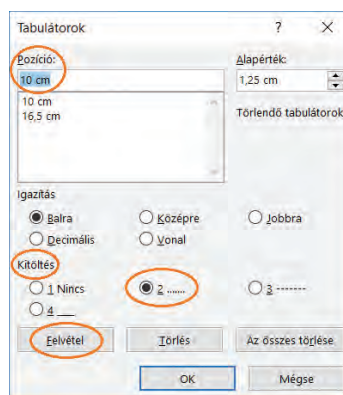 Tabulátorok ? X
Pozíció: Alapérték:
10 cm 1,25 cm
10 cm Törlendő tabulátorok
16,5 cm
Igazítás
Balra Középre Jobbra
Decimális Vonal
Kitöltés
1 Nincs 2 ....... 3 -------
4 ___
Felvétel Törlés Az összes törlése
OK Mégse